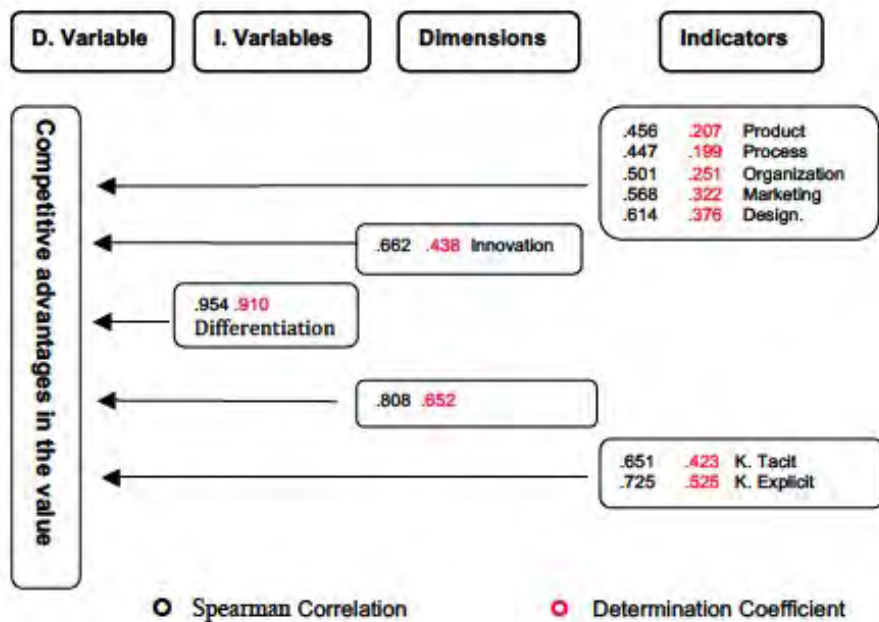 D. Variable
I. Variables
Dimensions
Indicators
Competitive advantages in the value
.456 .207 Product
.447 .199 Process
.501 .251 Organization
.568 .322 Marketing
.614 .376 Design.
.662 .438 Innovation
.954 .910
Differentiation
.808 .652
.651 .423 K. Tacit
.725 .525 K. Explicit
Spearman Correlation
Determination Coefficient